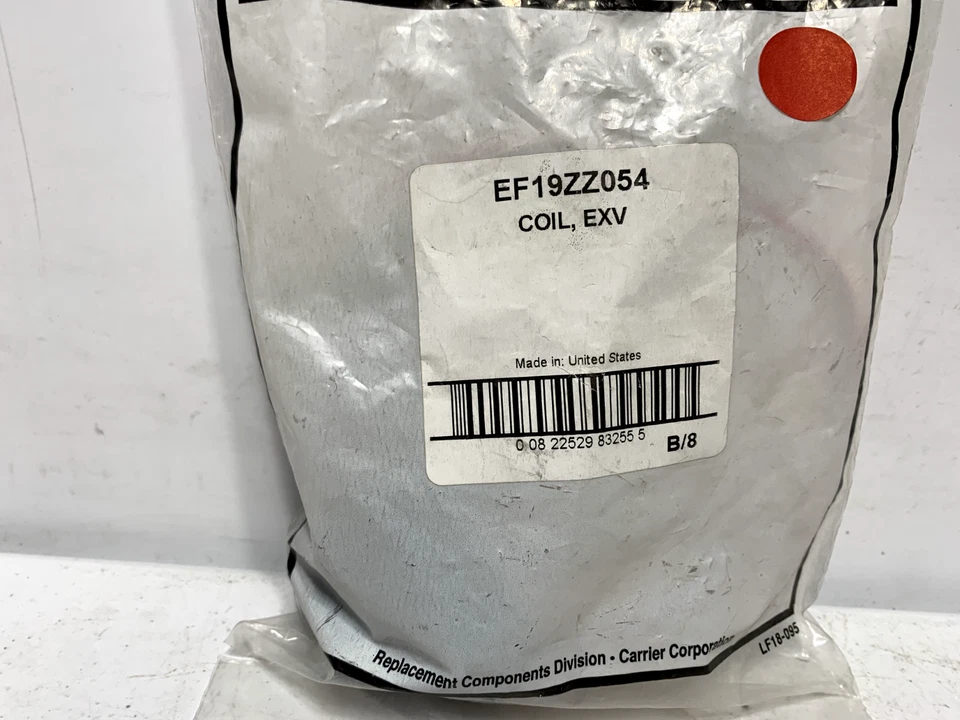 EF19ZZ054
COIL, EXV
Made in: United States
0 08 22529 83255 5
B/8
Replacement Components Division • Carrier Corporation
LF18-095